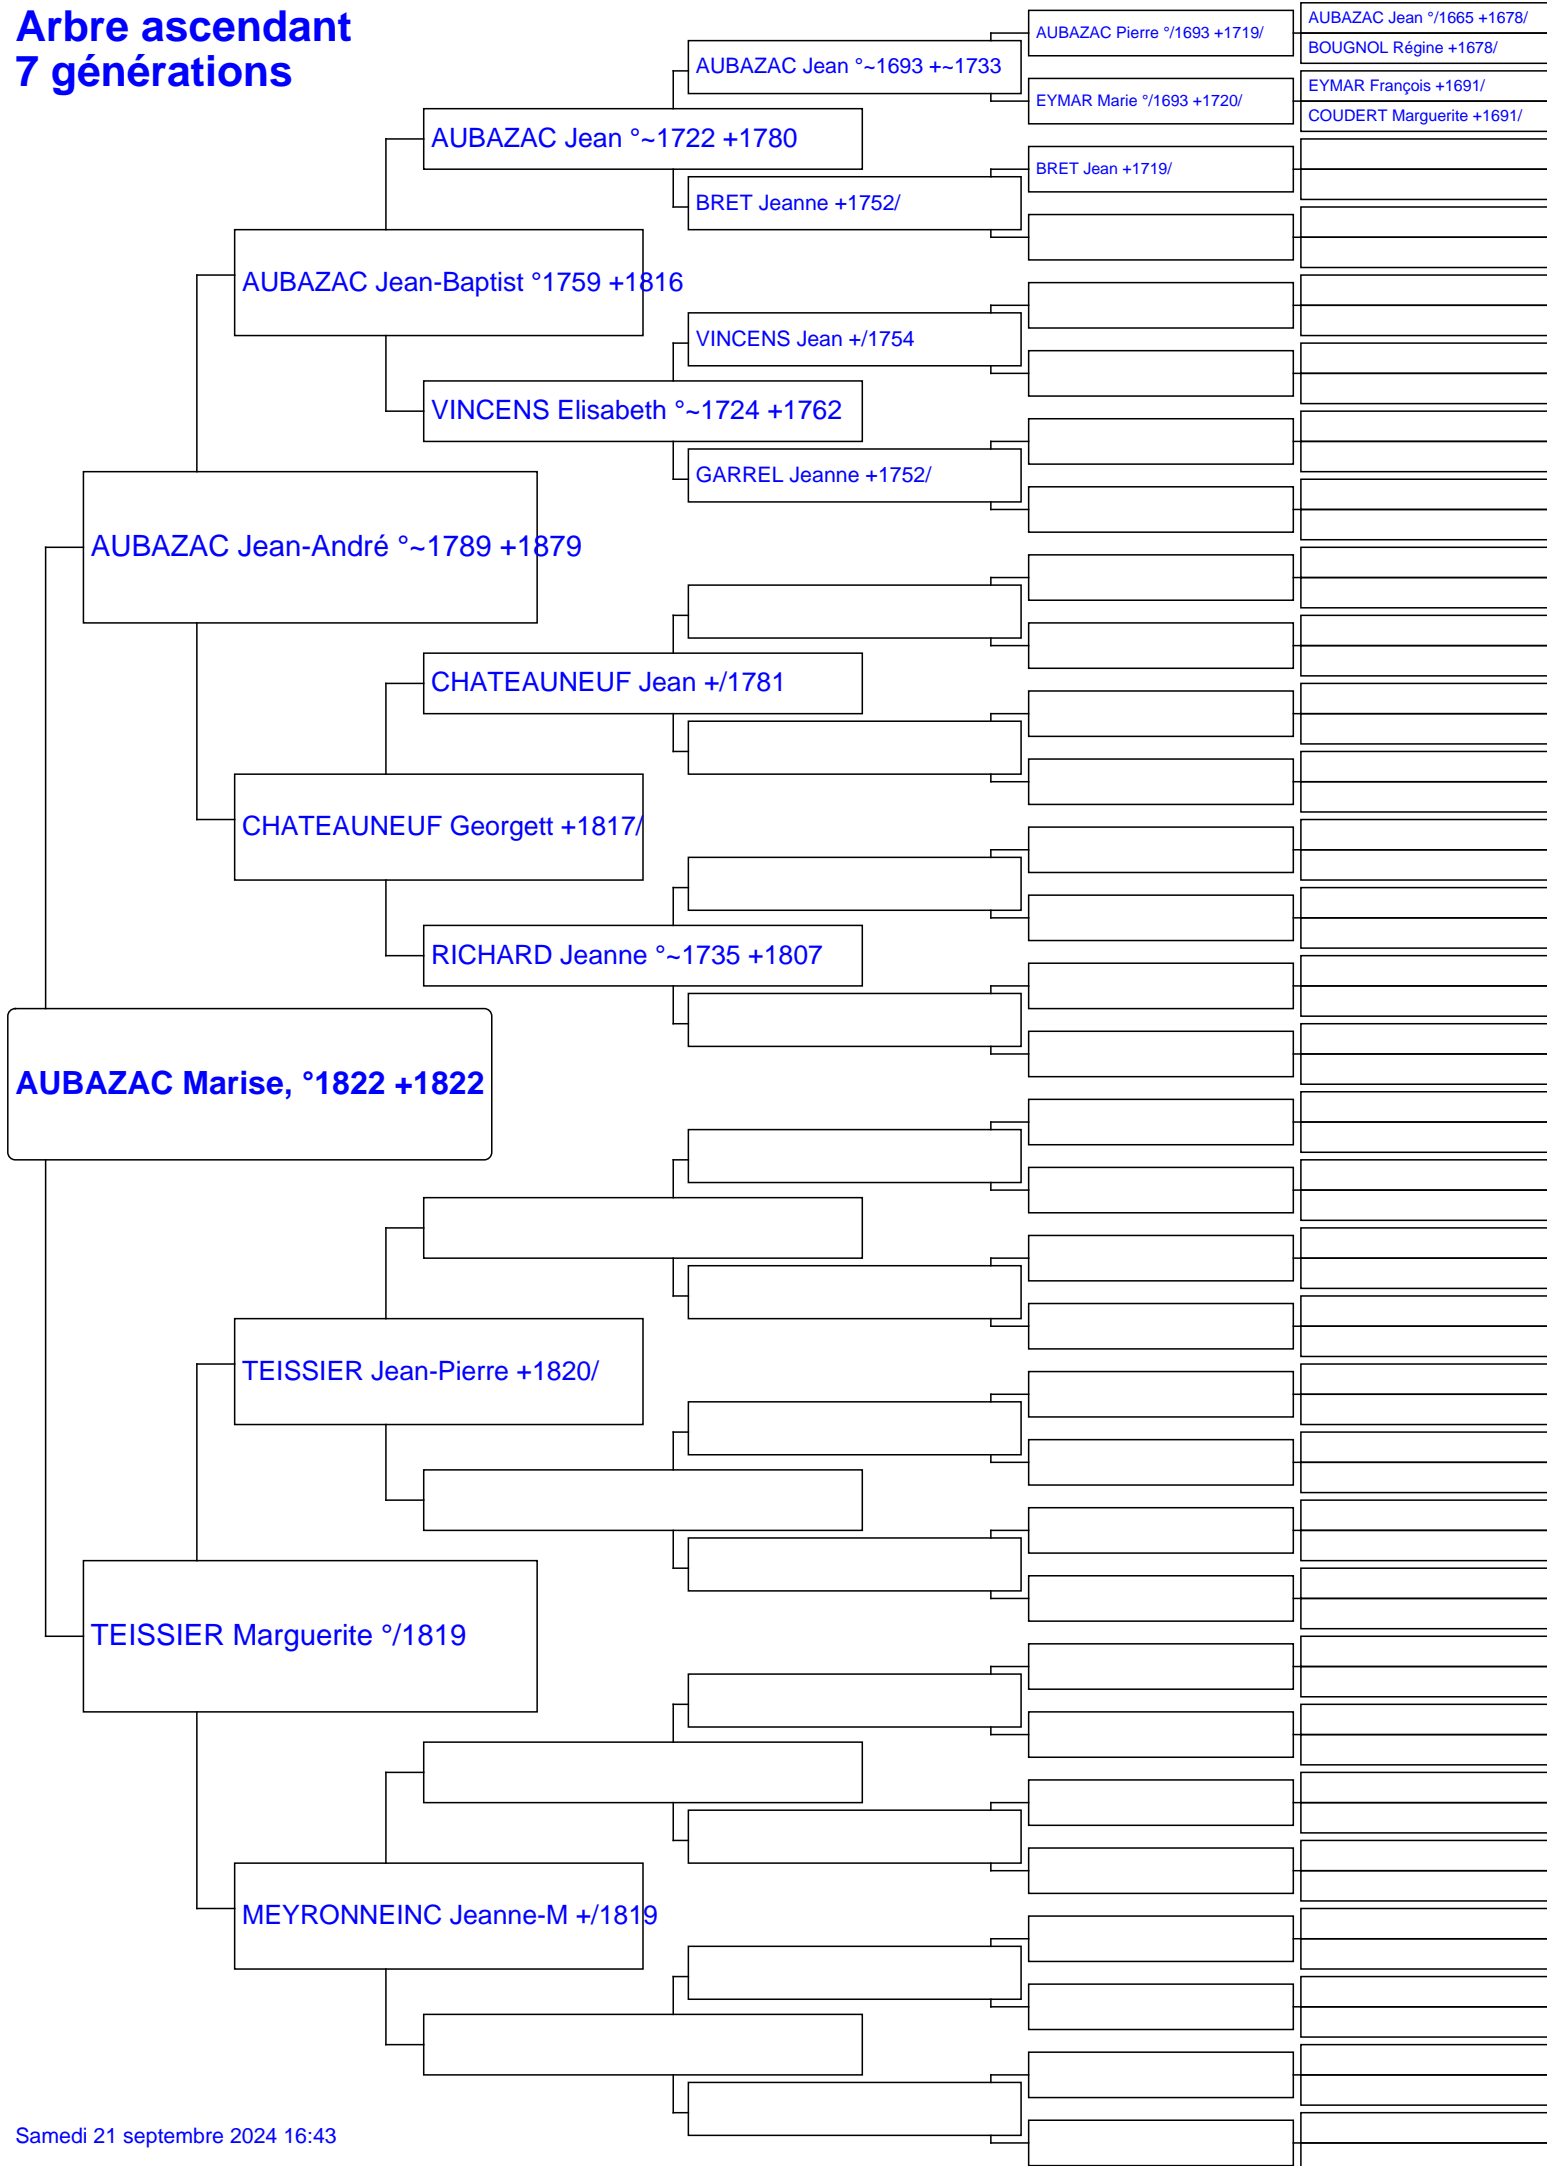 Arbre ascendant
7 générations
AUBAZAC Jean °/1665 +1678/
AUBAZAC Pierre °/1693 +1719/
BOUGNOL Régine +1678/
AUBAZAC Jean °~1693 +~1733
EYMAR François +1691/
EYMAR Marie °/1693 +1720/
COUDERT Marguerite +1691/
AUBAZAC Jean °~1722 +1780
BRET Jean +1719/
BRET Jeanne +1752/
AUBAZAC Jean-Baptist °1759 +1816
VINCENS Jean +/1754
VINCENS Elisabeth °~1724 +1762
GARREL Jeanne +1752/
AUBAZAC Jean-André °~1789 +1879
CHATEAUNEUF Jean +/1781
CHATEAUNEUF Georgett +1817/
RICHARD Jeanne °~1735 +1807
AUBAZAC Marise, °1822 +1822
TEISSIER Jean-Pierre +1820/
TEISSIER Marguerite °/1819
MEYRONNEINC Jeanne-M +/1819
Samedi 21 septembre 2024 16:43